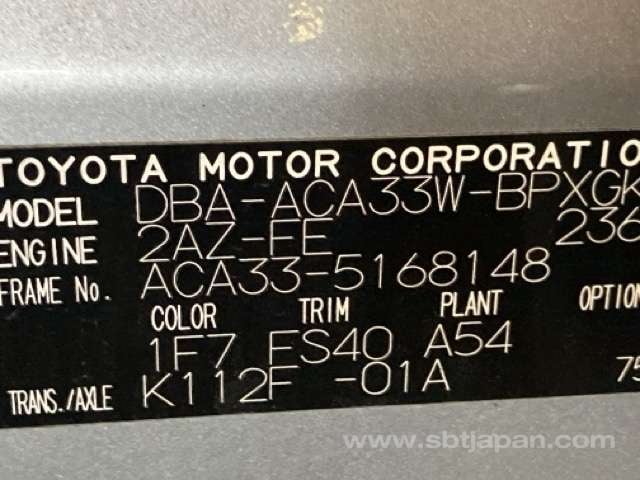 TOYOTA MOTOR CORPORATIO
MODEL DBA-ACA33W-BPXGK
ENGINE 2AZ-FE 236
FRAME No. ACA33-5168148
COLOR TRIM PLANT OPTION
1F7 FS40 A54
TRANS./AXLE K112F -01A 75
www.sbtjapan.com